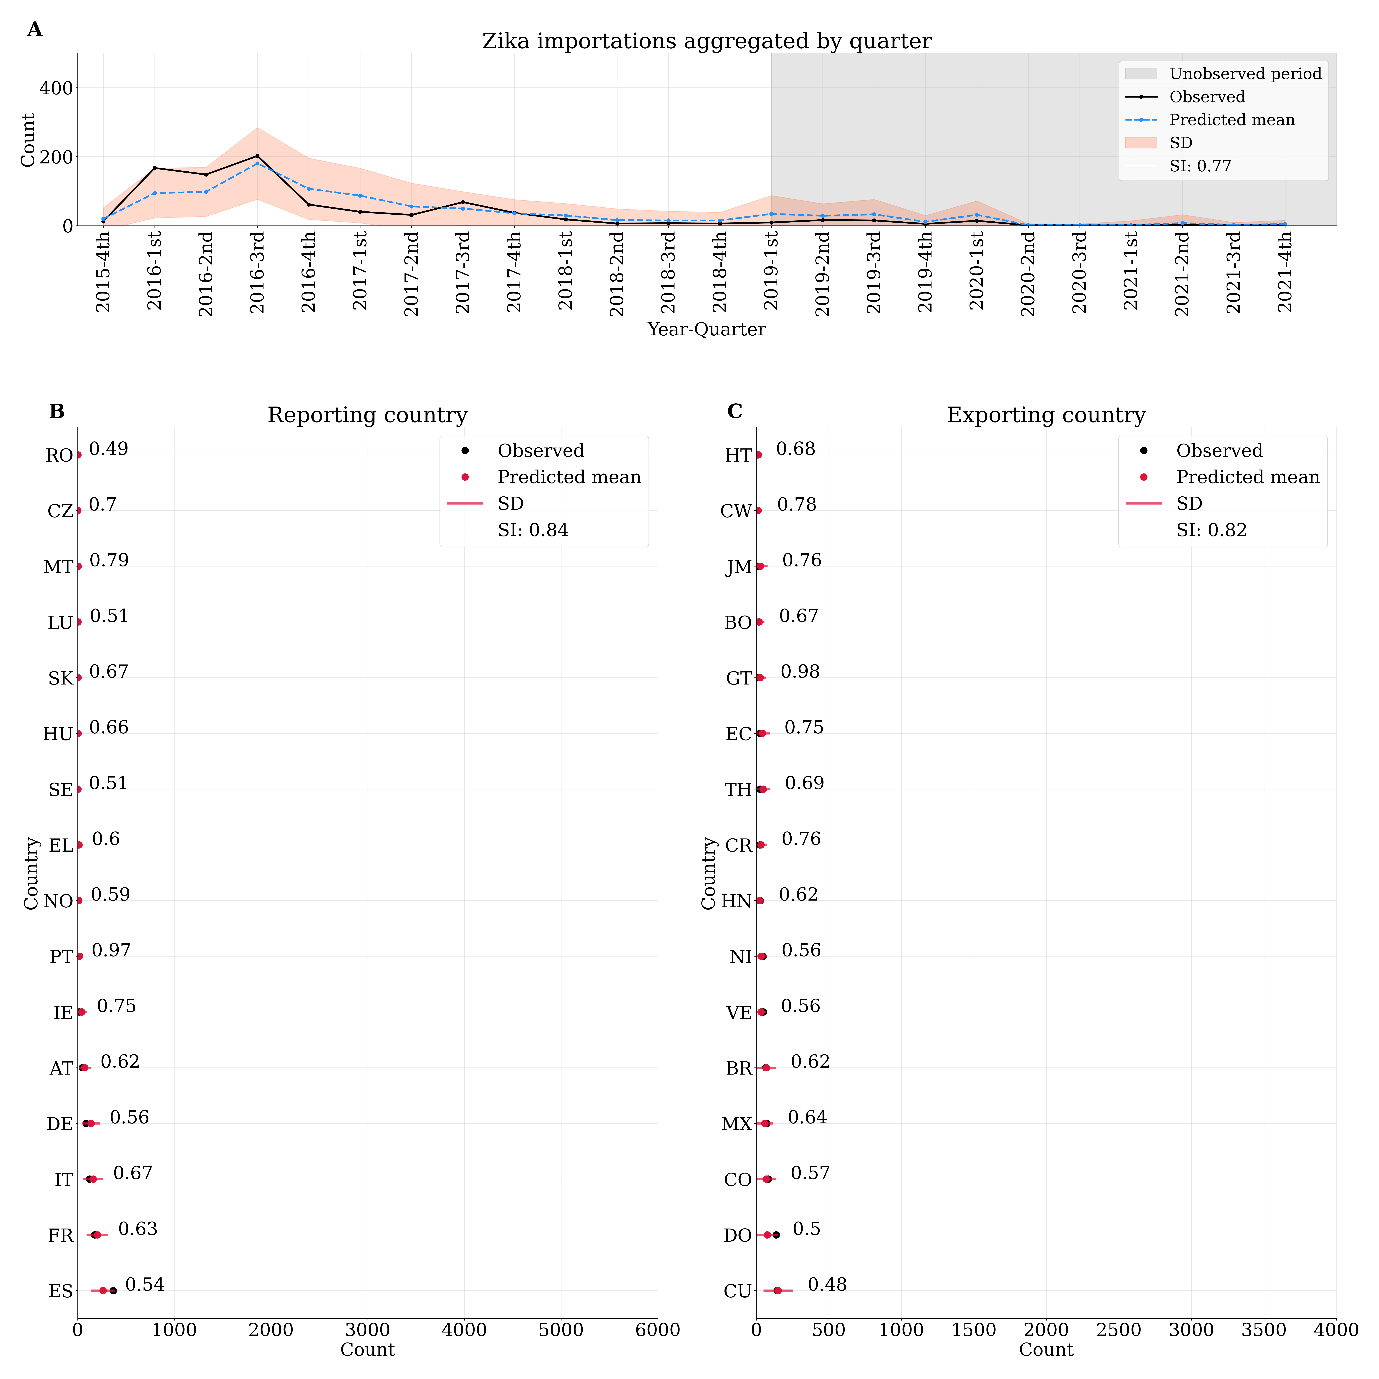 A
Zika importations aggregated by quarter
Count
400
200
0
Unobserved period
Observed
Predicted mean
SD
SI: 0.77
2015-4th
2016-1st
2016-2nd
2016-3rd
2016-4th
2017-1st
2017-2nd
2017-3rd
2017-4th
2018-1st
2018-2nd
2018-3rd
2018-4th
2019-1st
2019-2nd
2019-3rd
2019-4th
2020-1st
2020-2nd
2020-3rd
2021-1st
2021-2nd
2021-3rd
2021-4th
Year-Quarter
B
Reporting country
Observed
Predicted mean
SD
SI: 0.84
Country
RO 0.49
CZ 0.7
MT 0.79
LU 0.51
SK 0.67
HU 0.66
SE 0.51
EL 0.6
NO 0.59
PT 0.97
IE 0.75
AT 0.62
DE 0.56
IT 0.67
FR 0.63
ES 0.54
0 1000 2000 3000 4000 5000 6000
Count
C
Exporting country
Observed
Predicted mean
SD
SI: 0.82
Country
HT 0.68
CW 0.78
JM 0.76
BO 0.67
GT 0.98
EC 0.75
TH 0.69
CR 0.76
HN 0.62
NI 0.56
VE 0.56
BR 0.62
MX 0.64
CO 0.57
DO 0.5
CU 0.48
0 500 1000 1500 2000 2500 3000 3500 4000
Count